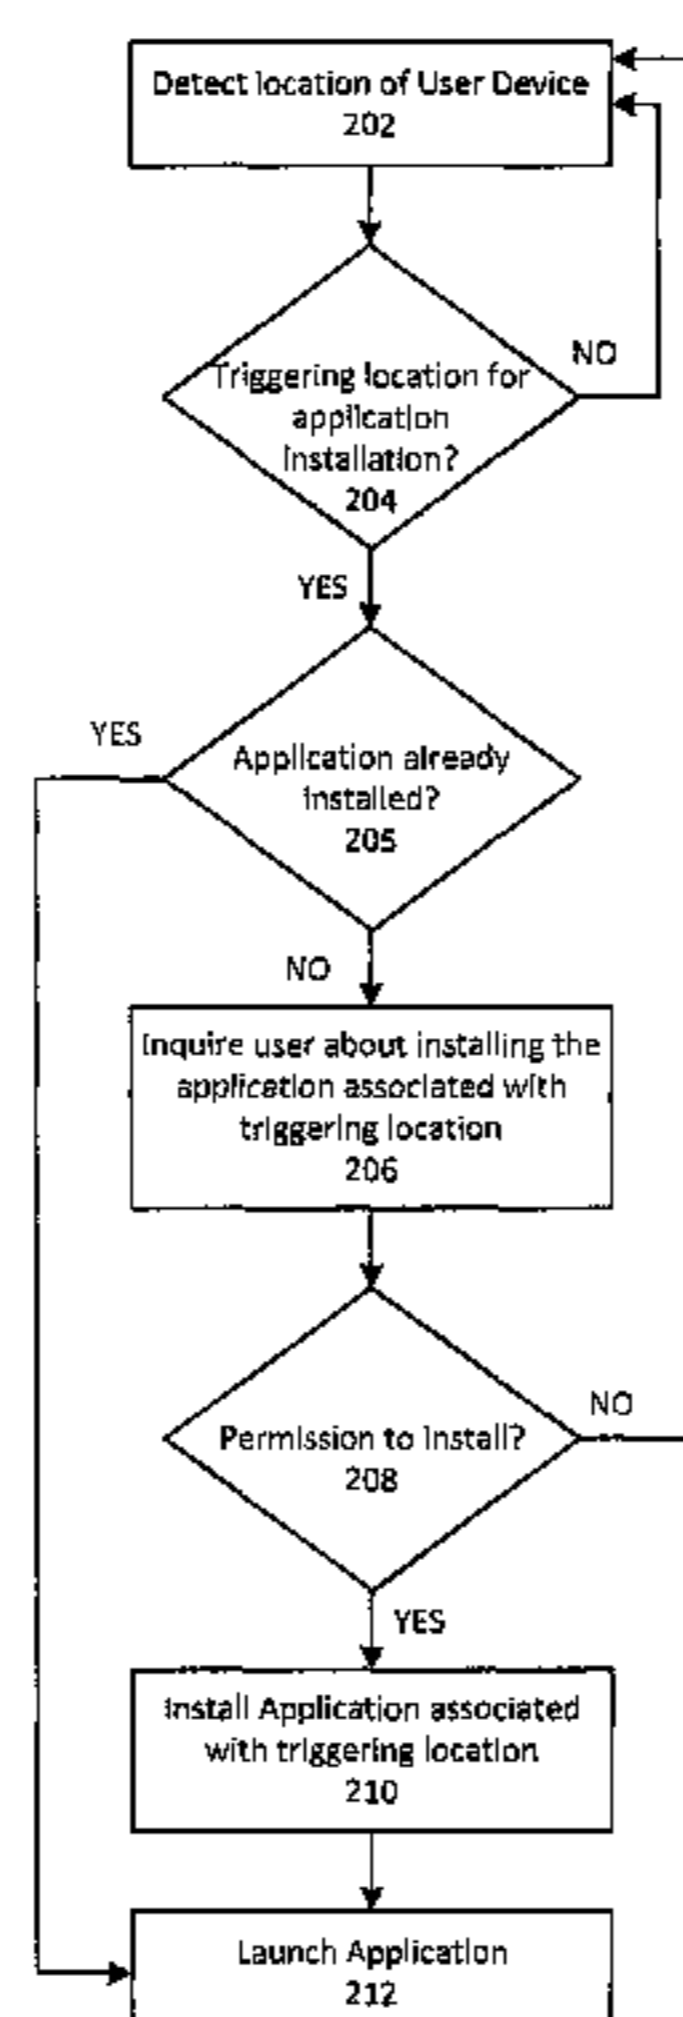 Detect location of User Device
202
Triggering location for
application
installation?
204
NO
YES
Application already
installed?
205
YES
NO
Inquire user about installing the
application associated with
triggering location
206
Permission to install?
208
NO
YES
Install Application associated
with triggering location
210
Launch Application
212